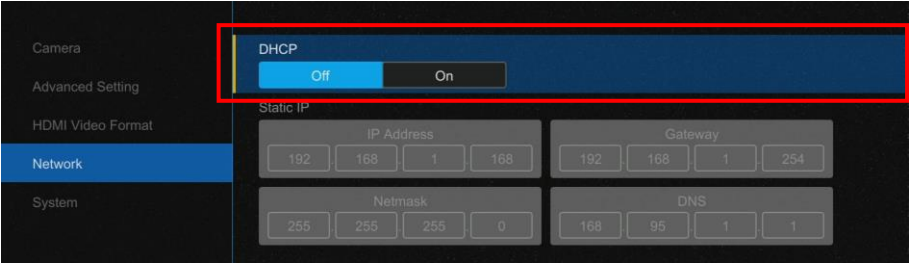 Camera
Advanced Setting
HDMI Video Format
Network
System
DHCP
Off On
Static IP
IP Address
192 . 168 . 1 . 168
Gateway
192 . 168 . 1 . 254
Netmask
255 . 255 . 255 . 0
DNS
168 . 95 . 1 . 1